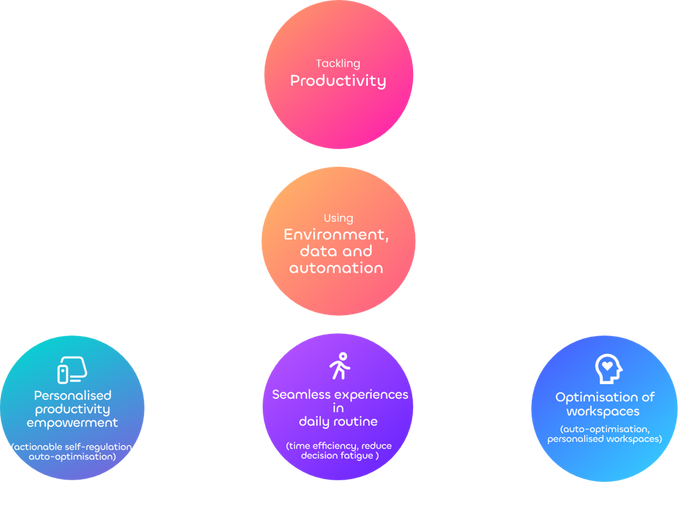 Tackling
Productivity
Using
Environment,
data and
automation
Personalised
productivity
empowerment
(actionable self-regulation,
auto-optimisation)
Seamless experiences
in
daily routine
(time efficiency, reduce
decision fatigue )
Optimisation of
workspaces
(auto-optimisation,
personalised workspaces)